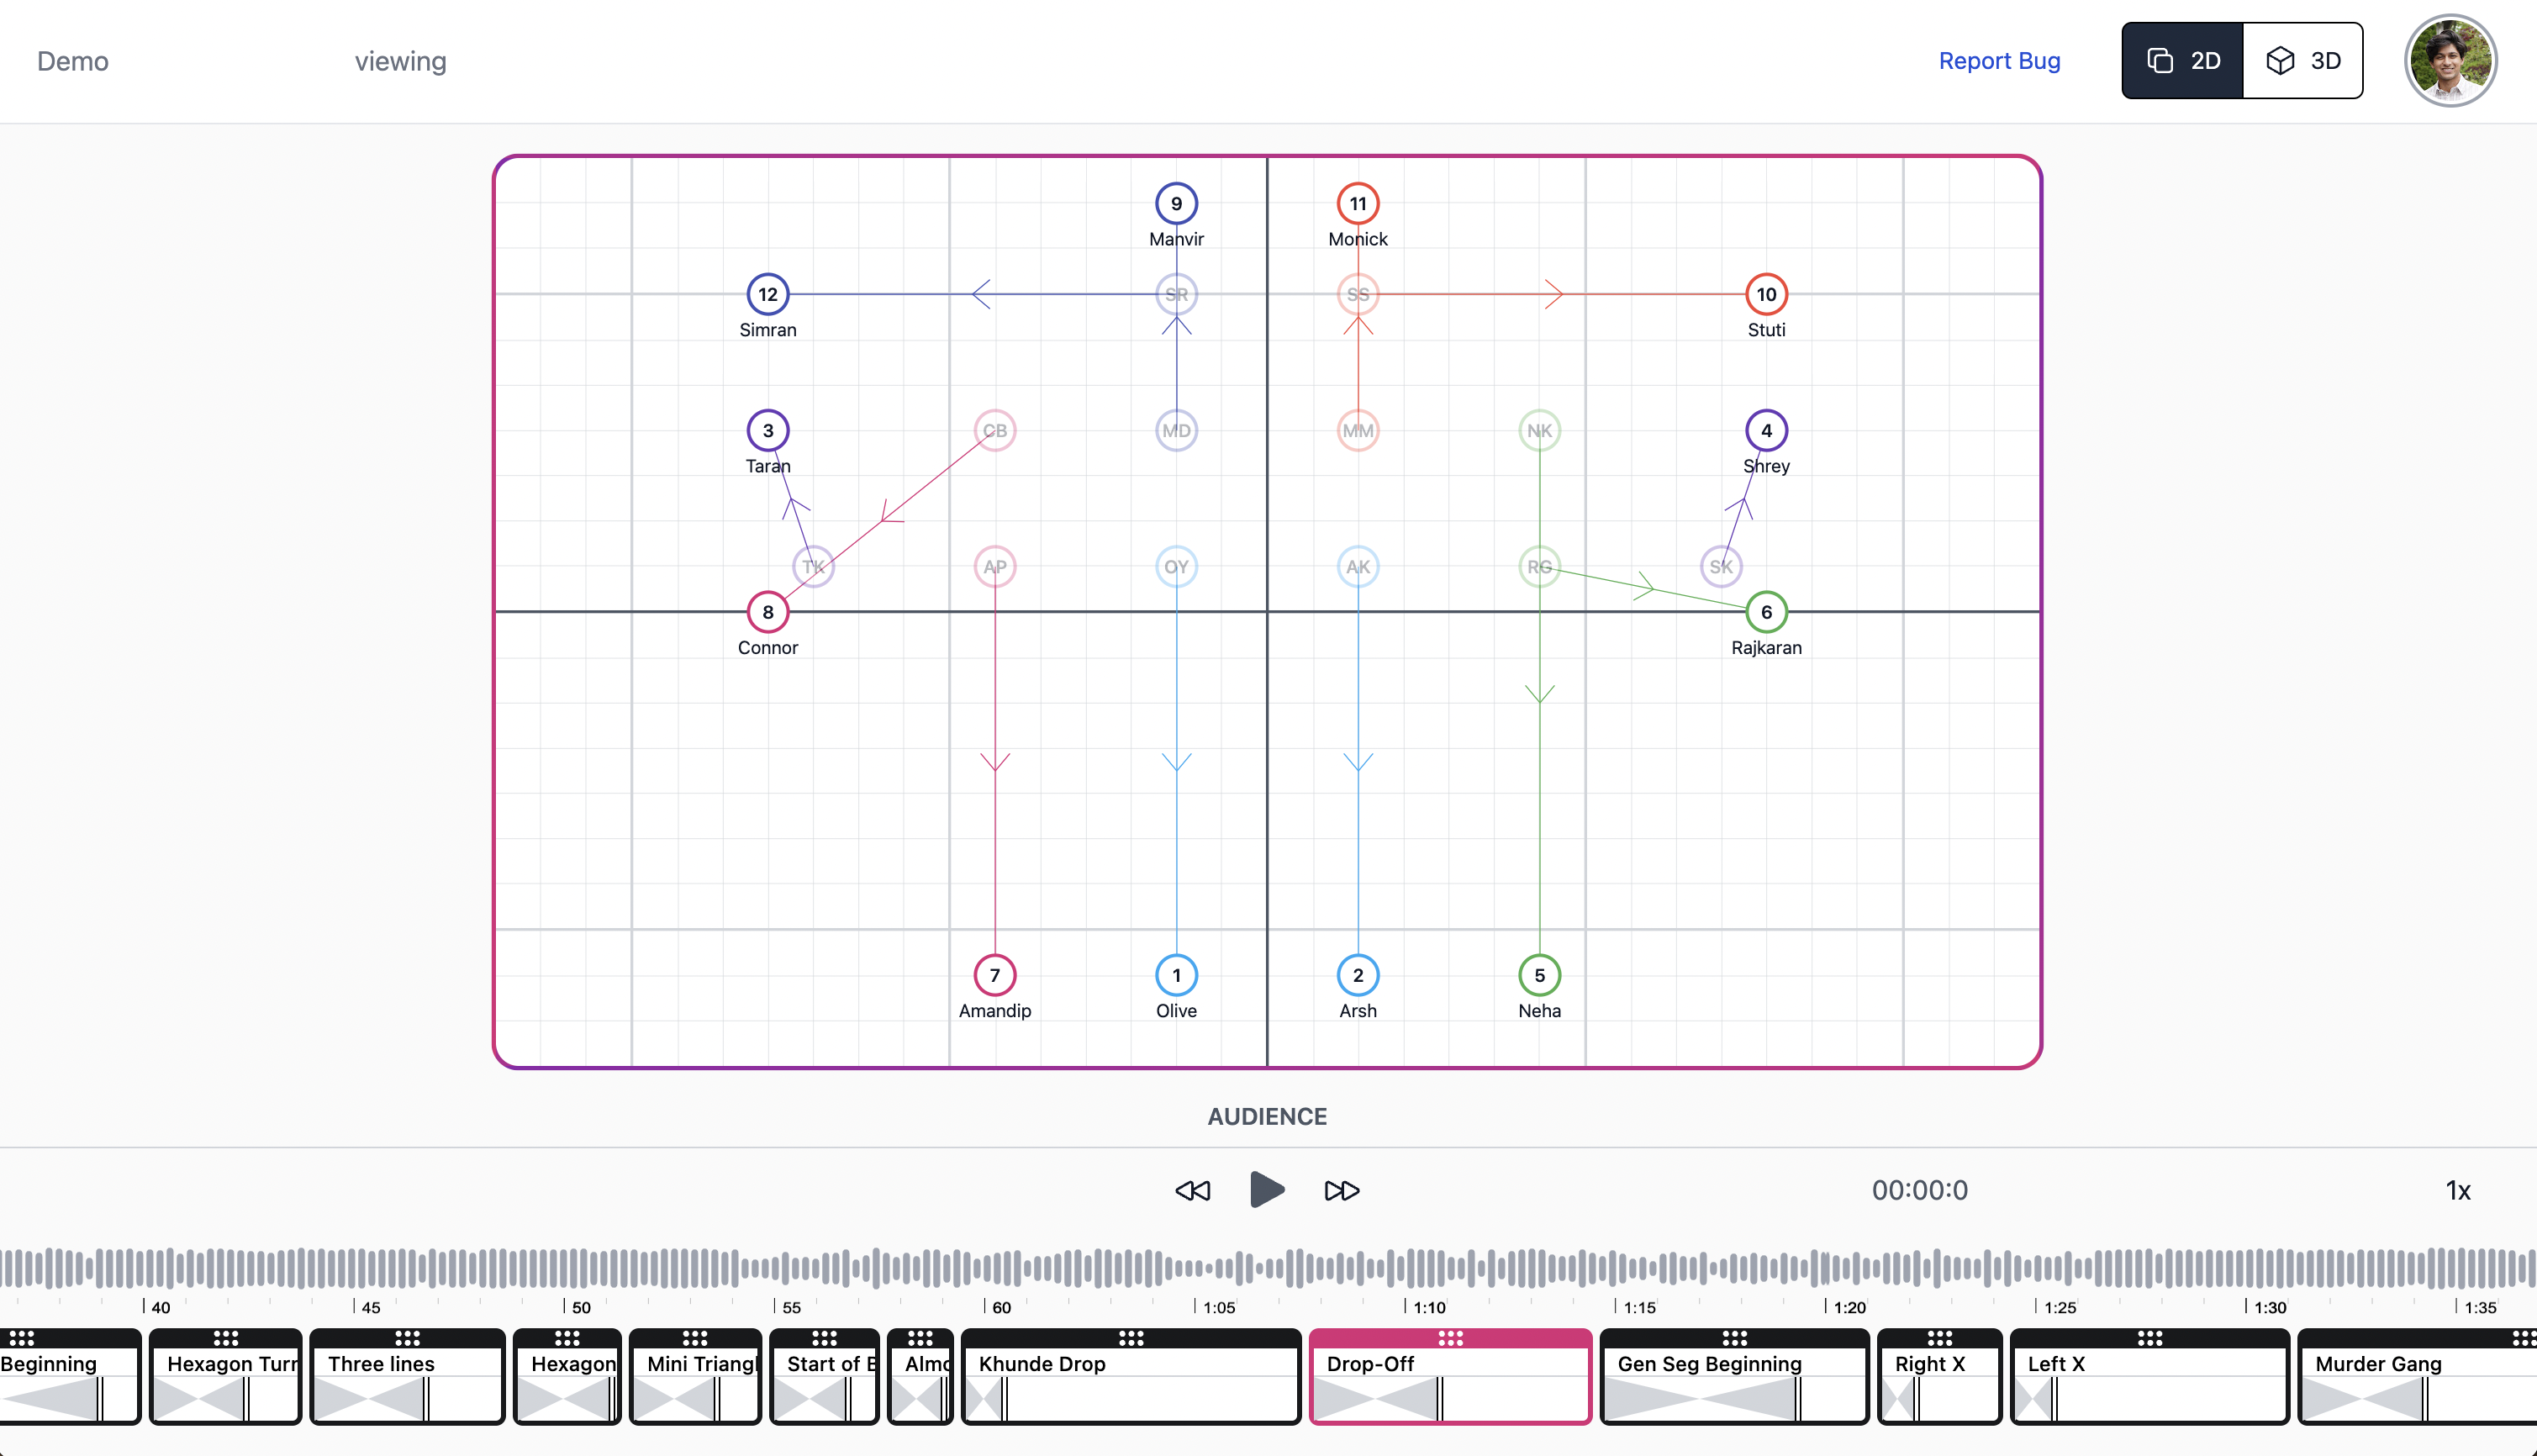 Demo
viewing
Report Bug
2D
3D
9
11
Manvir
Monick
12
SR
SS
10
Simran
Stuti
3
CB
MD
MM
NK
4
Taran
Shrey
TK
AP
OY
AK
RG
SK
8
6
Connor
Rajkaran
7
1
2
5
Amandip
Olive
Arsh
Neha
AUDIENCE
00:00:0
1x
40
45
50
55
60
1:05
1:10
1:15
1:20
1:25
1:30
1:35
Beginning
Hexagon Turr
Three lines
Hexagon
Mini Triangl
Start of B
Almo
Khunde Drop
Drop-Off
Gen Seg Beginning
Right X
Left X
Murder Gang